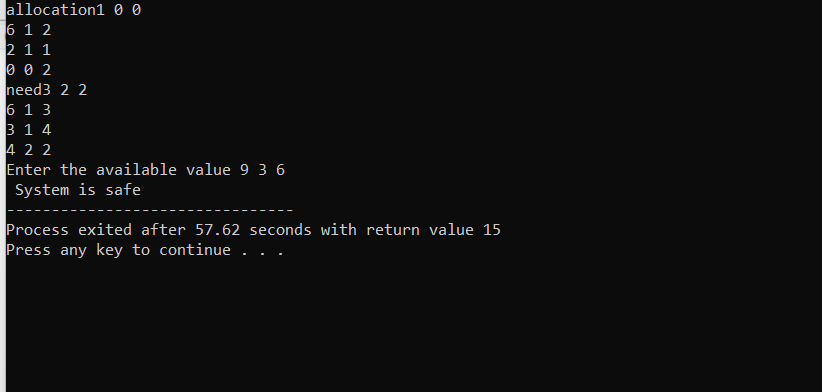 allocation1 0 0
6 1 2
2 1 1
0 0 2
need3 2 2
6 1 3
3 1 4
4 2 2
Enter the available value 9 3 6
 System is safe
--------------------------------
Process exited after 57.62 seconds with return value 15
Press any key to continue . . .